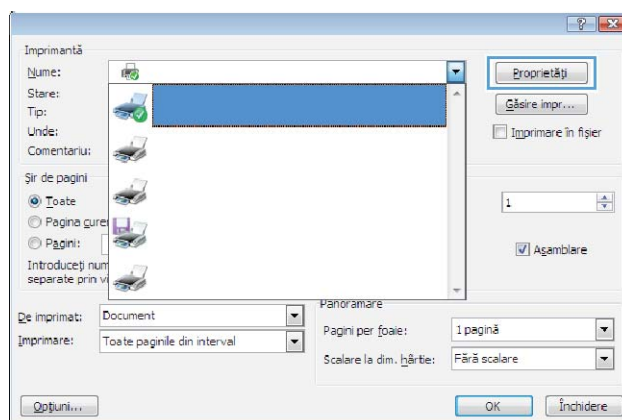 Imprimantă
Nume:
Proprietăți
Stare:
Găsire impr...
Tip:
Unde:
Imprimare în fișier
Comentariu:
Șir de pagini
Toate
1
Pagina curen
Pagini:
Asamblare
Introduceți num
separate prin vi
Panoramare
De imprimat: Document
Pagini per foaie: 1 pagină
Imprimare: Toate paginile din interval
Scalare la dim. hârtie: Fără scalare
Opțiuni...
OK
Închidere